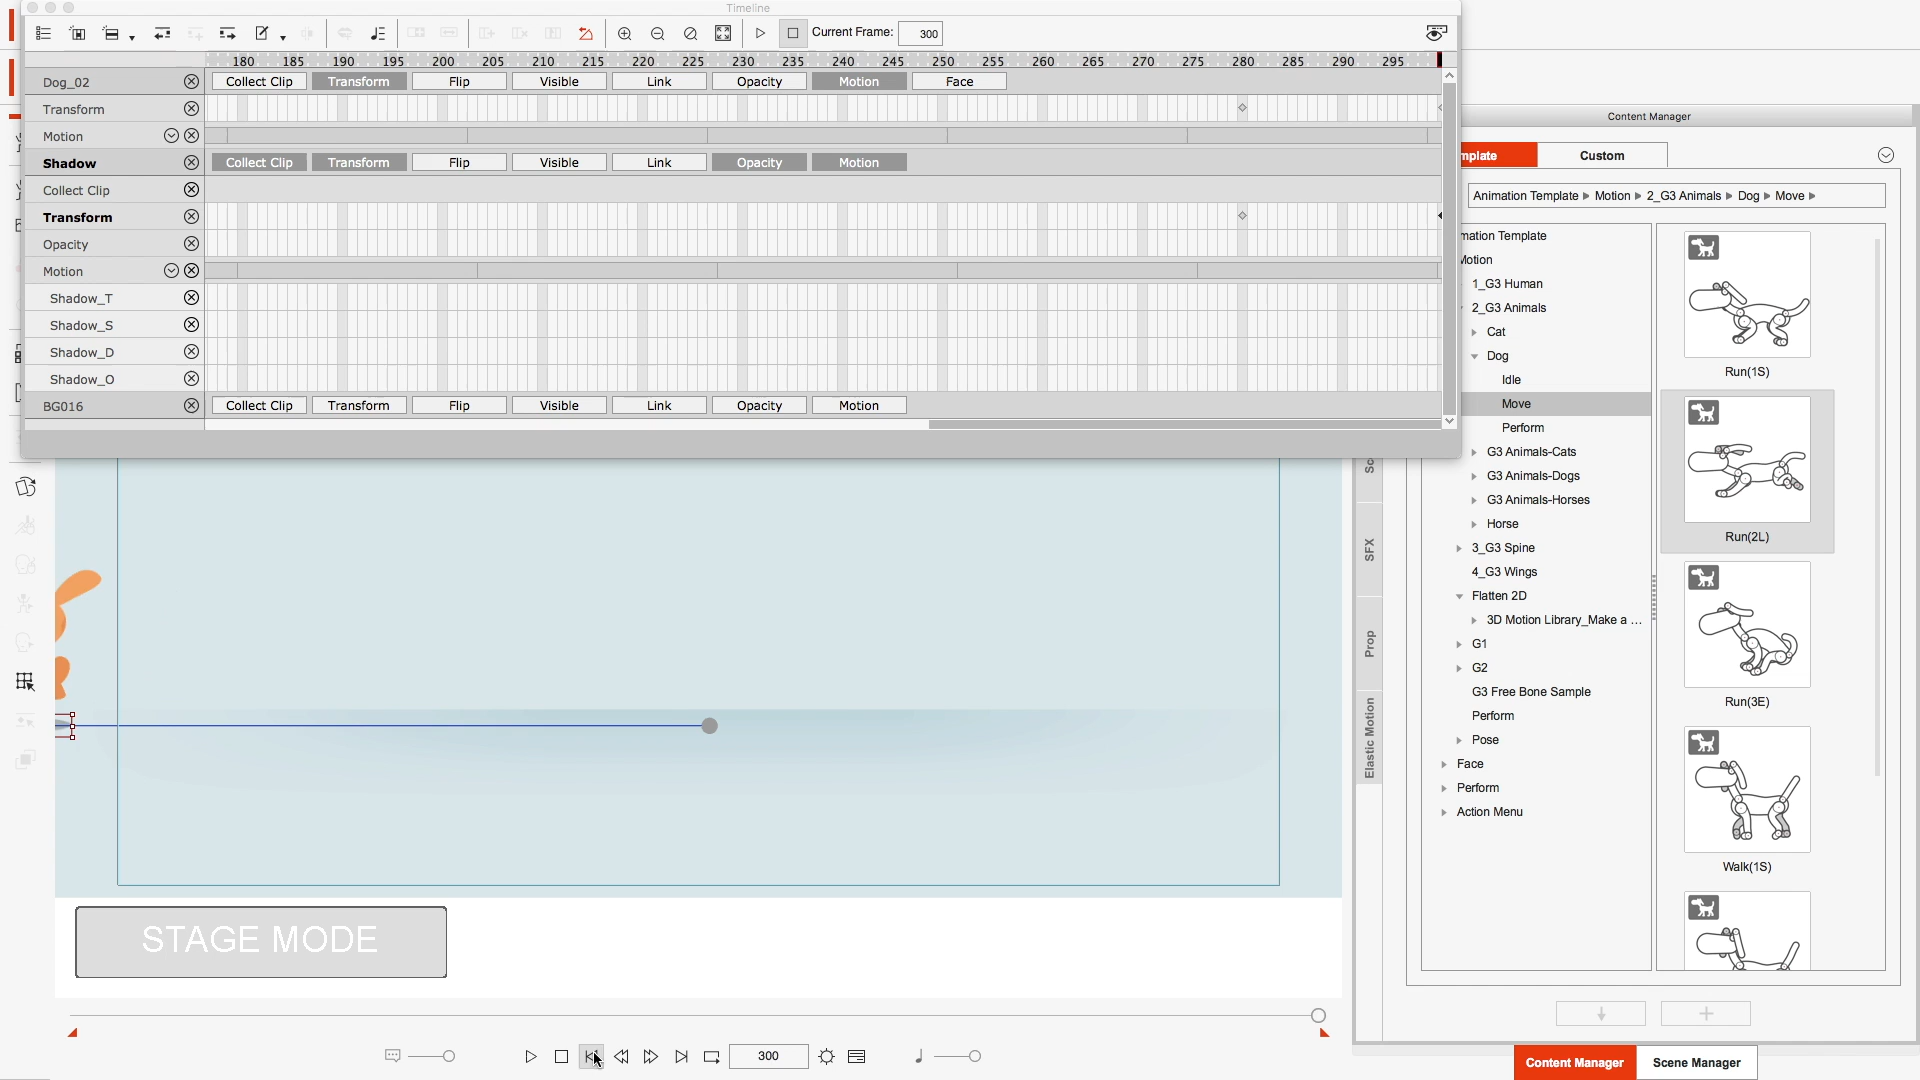 Timeline
Current Frame: 300
180 185 190 195 200 205 210 215 220 225 230 235 240 245 250 255 260 265 270 275 280 285 290 295
Dog_02 Collect Clip Transform Flip Visible Link Opacity Motion Face
Transform
Motion
Shadow Collect Clip Transform Flip Visible Link Opacity Motion
Collect Clip
Transform
Opacity
Motion
Shadow_T
Shadow_S
Shadow_D
Shadow_O
BG016 Collect Clip Transform Flip Visible Link Opacity Motion
STAGE MODE
300
SFX
Prop
Elastic Motion
Content Manager
mplate Custom
Animation Template Motion 2_G3 Animals Dog Move
mation Template
Motion
1_G3 Human
2_G3 Animals
Cat
Dog
Idle
Move
Perform
G3 Animals-Cats
G3 Animals-Dogs
G3 Animals-Horses
Horse
3_G3 Spine
4_G3 Wings
Flatten 2D
3D Motion Library_Make a ...
G1
G2
G3 Free Bone Sample
Perform
Pose
Face
Perform
Action Menu
Run(1S)
Run(2L)
Run(3E)
Walk(1S)
Content Manager Scene Manager